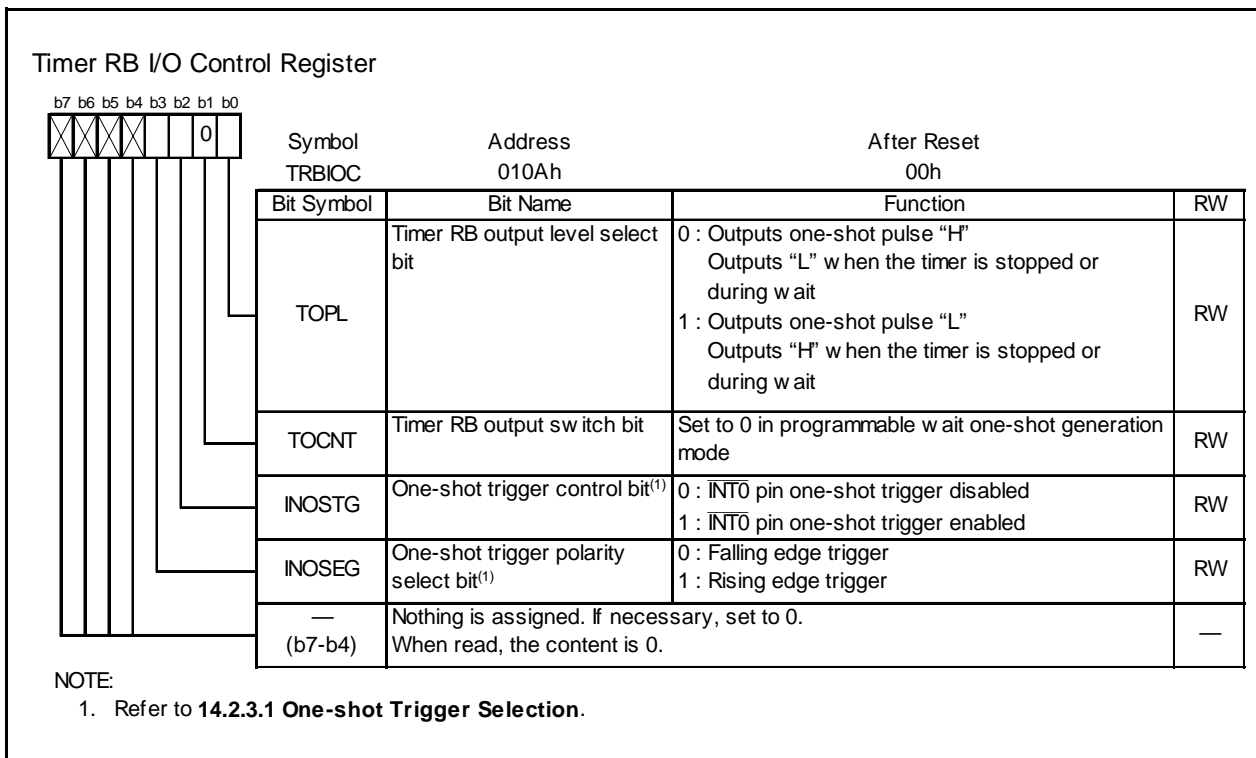 Timer RB I/O Control Register
b7 b6 b5 b4 b3 b2 b1 b0
0
Symbol Address After Reset
TRBIOC 010Ah 00h
Bit Symbol Bit Name Function RW
TOPL
Timer RB output level select
bit
0 : Outputs one-shot pulse “H”
Outputs “L” when the timer is stopped or
during wait
1 : Outputs one-shot pulse “L”
Outputs “H” when the timer is stopped or
during wait
RW
TOCNT
Timer RB output switch bit
Set to 0 in programmable wait one-shot generation
mode
RW
INOSTG
One-shot trigger control bit(1)
0 : INT0 pin one-shot trigger disabled
1 : INT0 pin one-shot trigger enabled
RW
INOSEG
One-shot trigger polarity
select bit(1)
0 : Falling edge trigger
1 : Rising edge trigger
RW
—
(b7-b4)
Nothing is assigned. If necessary, set to 0.
When read, the content is 0.
—
NOTE:
1. Refer to 14.2.3.1 One-shot Trigger Selection.